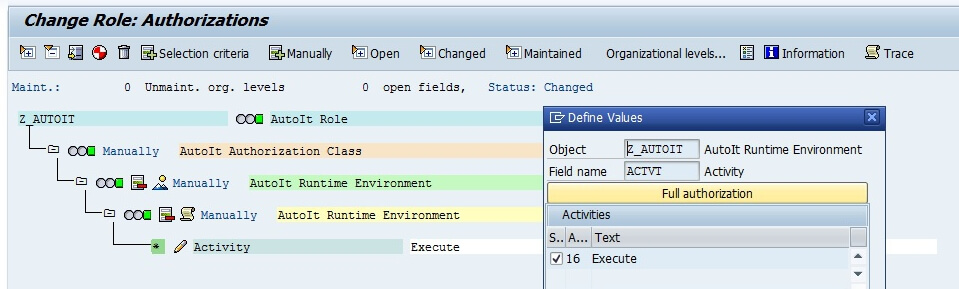 Change Role: Authorizations
Selection criteria Manually Open Changed Maintained Organizational levels... Information Trace
Maint.: 0 Unmaint. org. levels 0 open fields, Status: Changed
Z_AUTOIT AutoIt Role
Manually AutoIt Authorization Class
Manually AutoIt Runtime Environment
Manually AutoIt Runtime Environment
* Activity Execute
Define Values
Object Z_AUTOIT AutoIt Runtime Environment
Field name ACTVT Activity
Full authorization
Activities
S.. A... Text
16 Execute